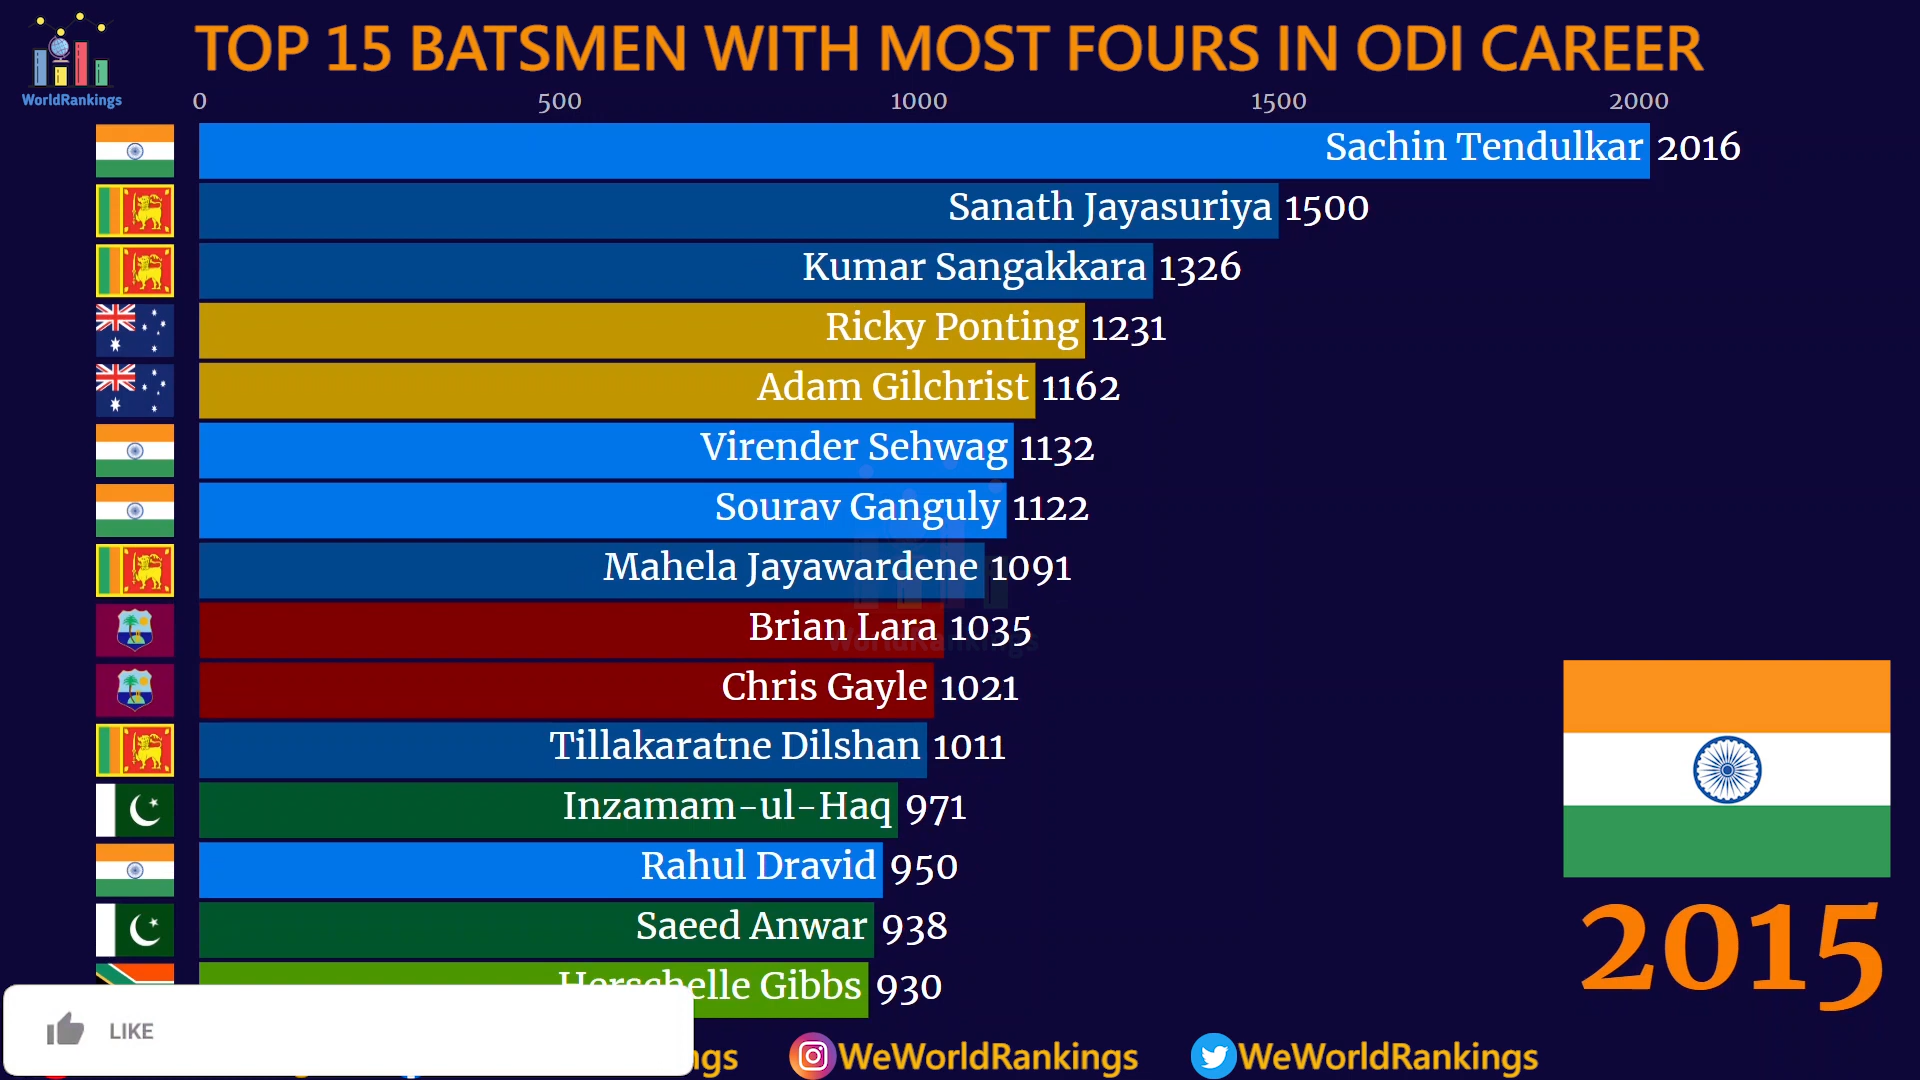 TOP 15 BATSMEN WITH MOST FOURS IN ODI CAREER
WorldRankings
0 500 1000 1500 2000
Sachin Tendulkar 2016
Sanath Jayasuriya 1500
Kumar Sangakkara 1326
Ricky Ponting 1231
Adam Gilchrist 1162
Virender Sehwag 1132
Sourav Ganguly 1122
Mahela Jayawardene 1091
Brian Lara 1035
WorldRankings
Chris Gayle 1021
Tillakaratne Dilshan 1011
Inzamam-ul-Haq 971
Rahul Dravid 950
Saeed Anwar 938
Herschelle Gibbs 930
2015
LIKE
gs WeWorldRankings WeWorldRankings